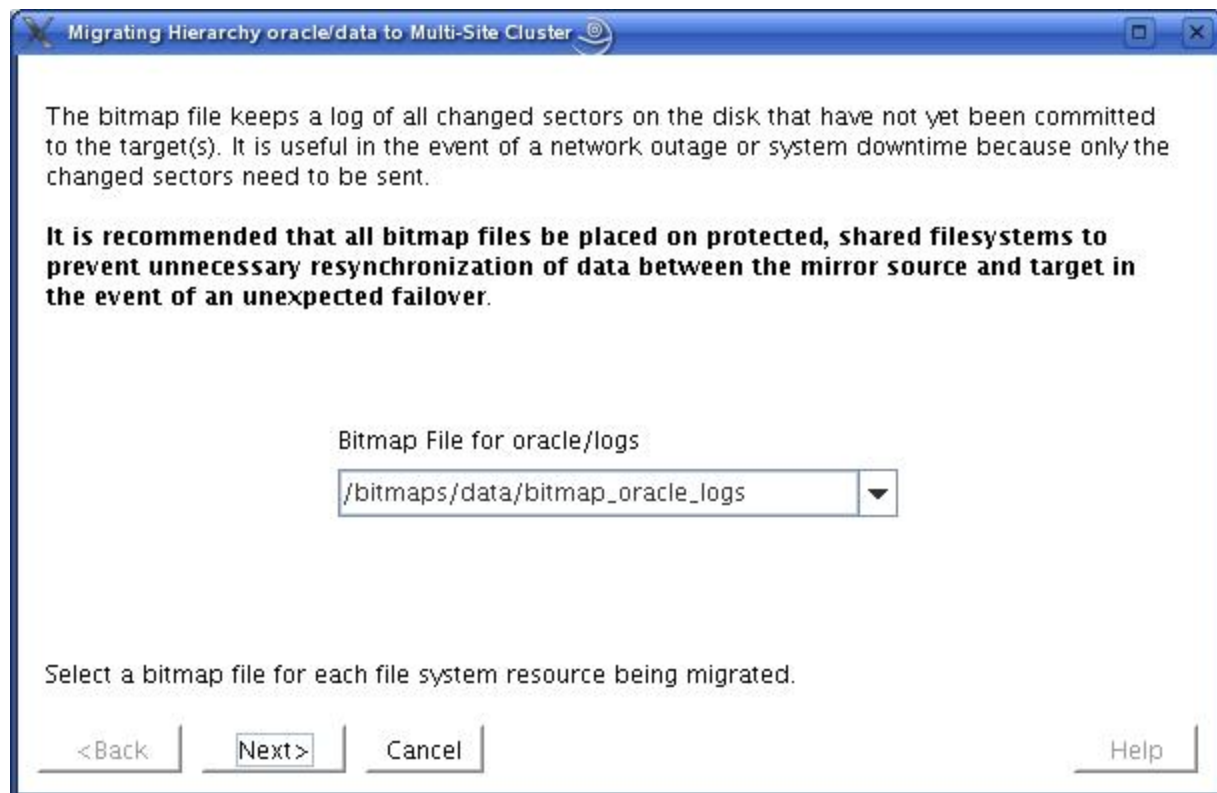 Migrating Hierarchy oracle/data to Multi-Site Cluster
The bitmap file keeps a log of all changed sectors on the disk that have not yet been committed
to the target(s). It is useful in the event of a network outage or system downtime because only the
changed sectors need to be sent.
It is recommended that all bitmap files be placed on protected, shared filesystems to
prevent unnecessary resynchronization of data between the mirror source and target in
the event of an unexpected failover.
Bitmap File for oracle/logs
/bitmaps/data/bitmap_oracle_logs
Select a bitmap file for each file system resource being migrated.
<Back Next> Cancel Help